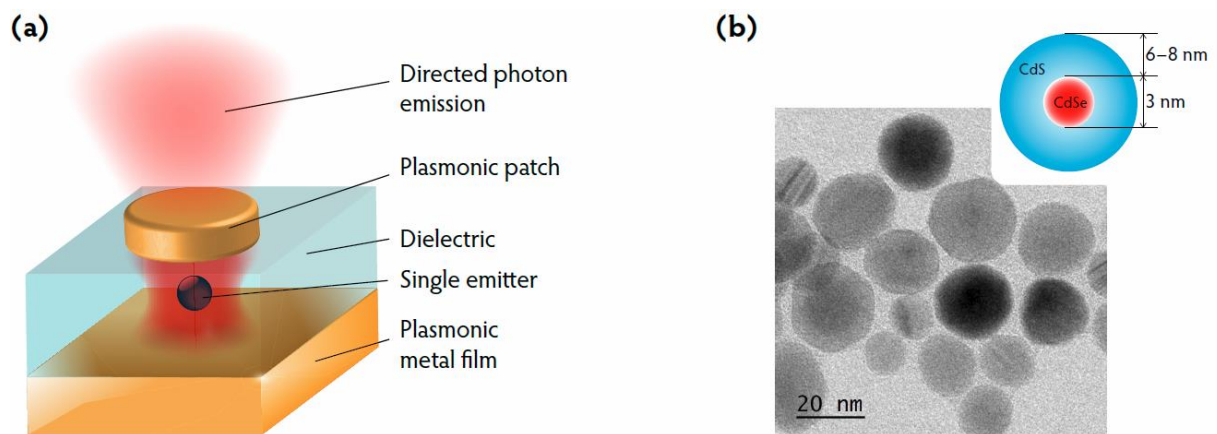 (a)
Directed photon
emission
Plasmonic patch
Dielectric
Single emitter
Plasmonic
metal film
(b)
CdS
CdSe
6–8 nm
3 nm
20 nm